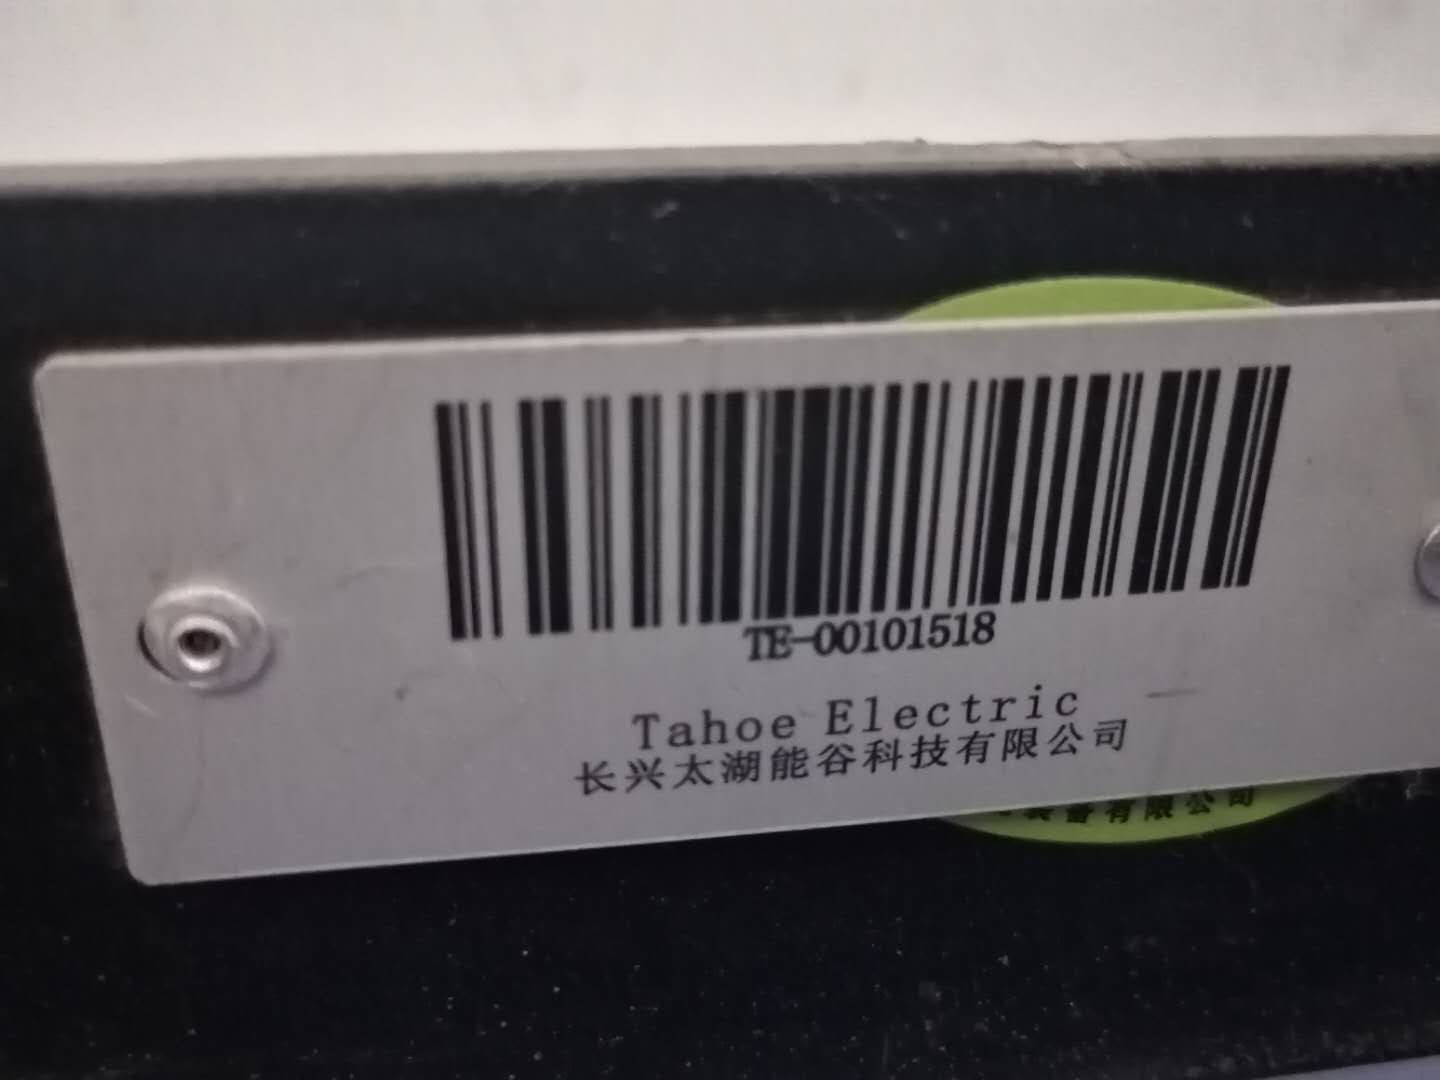 TE-00101518
Tahoe Electric
长兴太湖能谷科技有限公司
备有限公司